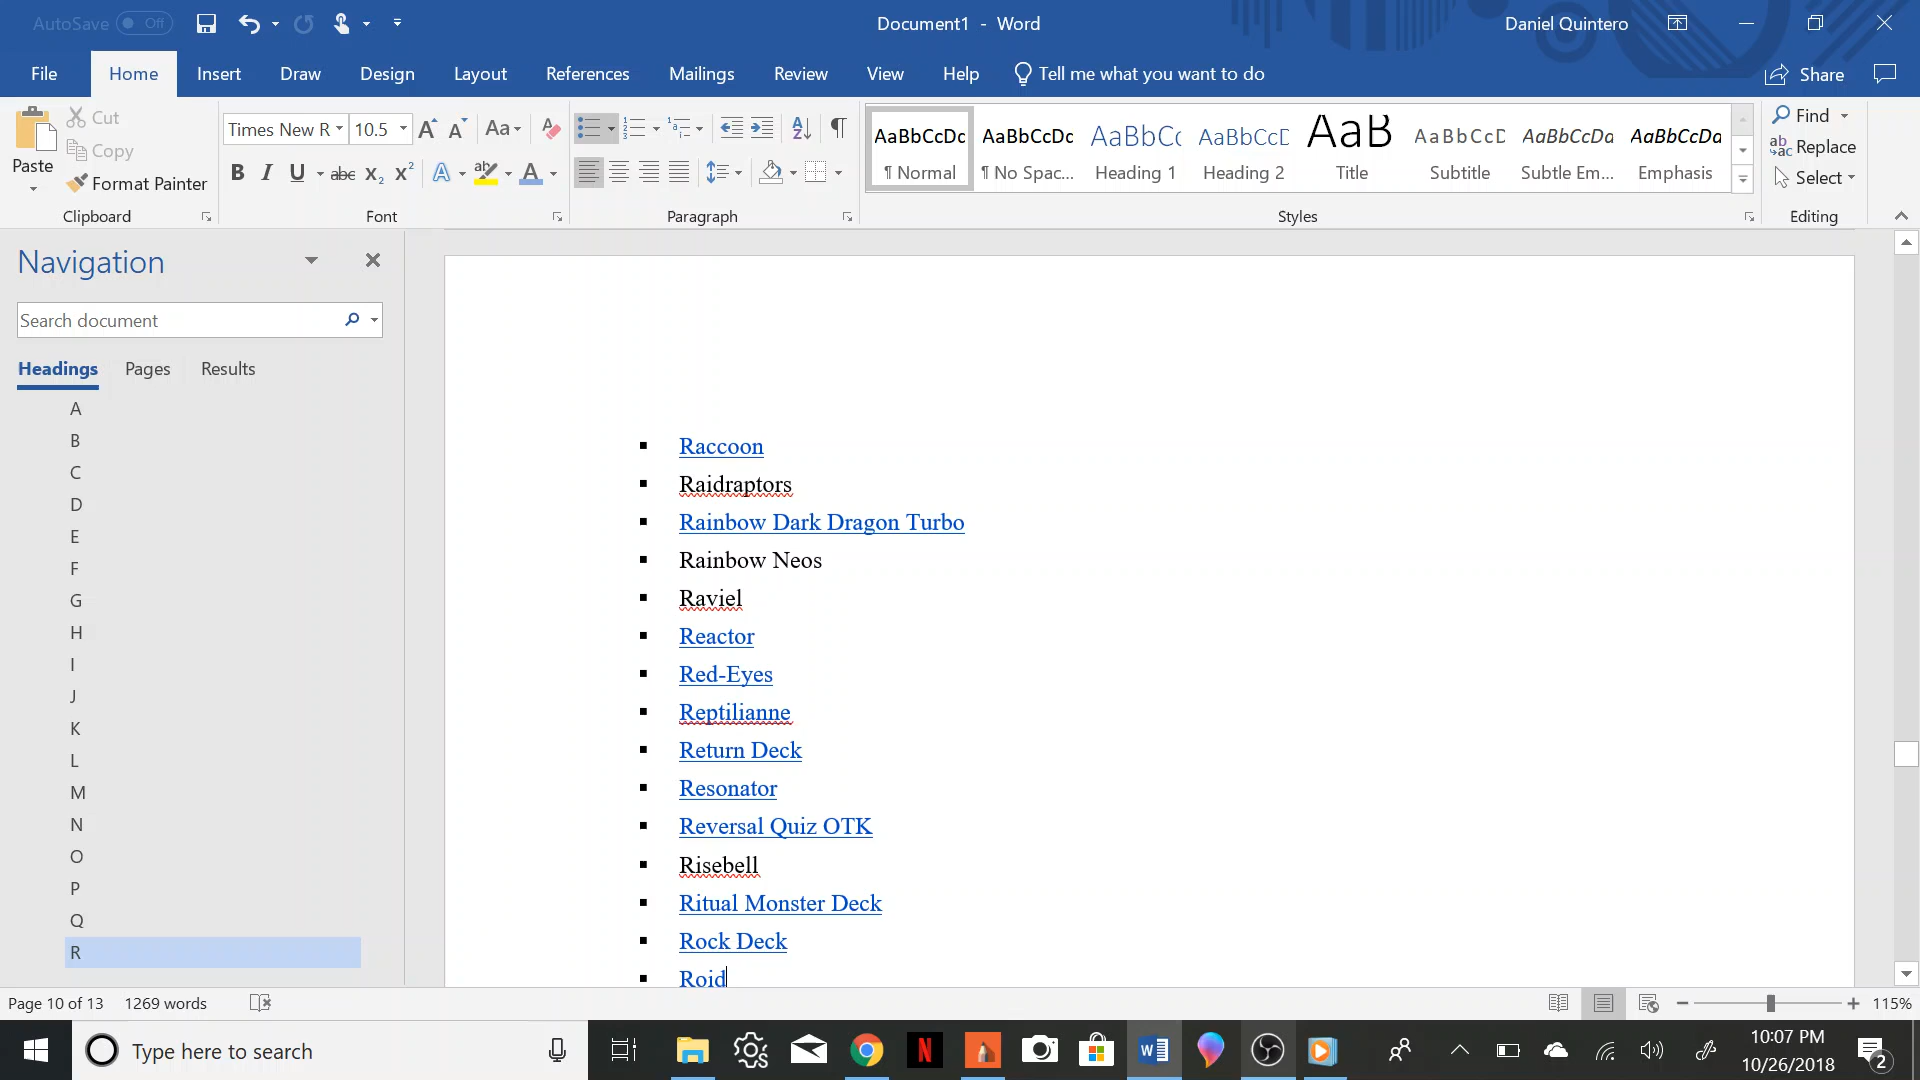 AutoSave Off
Document1 - Word
Daniel Quintero
File Home Insert Draw Design Layout References Mailings Review View Help Tell me what you want to do Share
Paste
Cut
Copy
Format Painter
Clipboard
Times New R 10.5
Font
Paragraph
AaBbCcDc AaBbCcDc AaBbCc AaBbCcD AaB AaBbCcD AaBbCcDa AaBbCcDa
¶ Normal ¶ No Spac... Heading 1 Heading 2 Title Subtitle Subtle Em... Emphasis
Styles
Find
Replace
Select
Editing
Navigation
Search document
Headings Pages Results
A
B
C
D
E
F
G
H
I
J
K
L
M
N
O
P
Q
R
Raccoon
Raidraptors
Rainbow Dark Dragon Turbo
Rainbow Neos
Raviel
Reactor
Red-Eyes
Reptilianne
Return Deck
Resonator
Reversal Quiz OTK
Risebell
Ritual Monster Deck
Rock Deck
Roid
Page 10 of 13 1269 words
115%
Type here to search
10:07 PM
10/26/2018
2